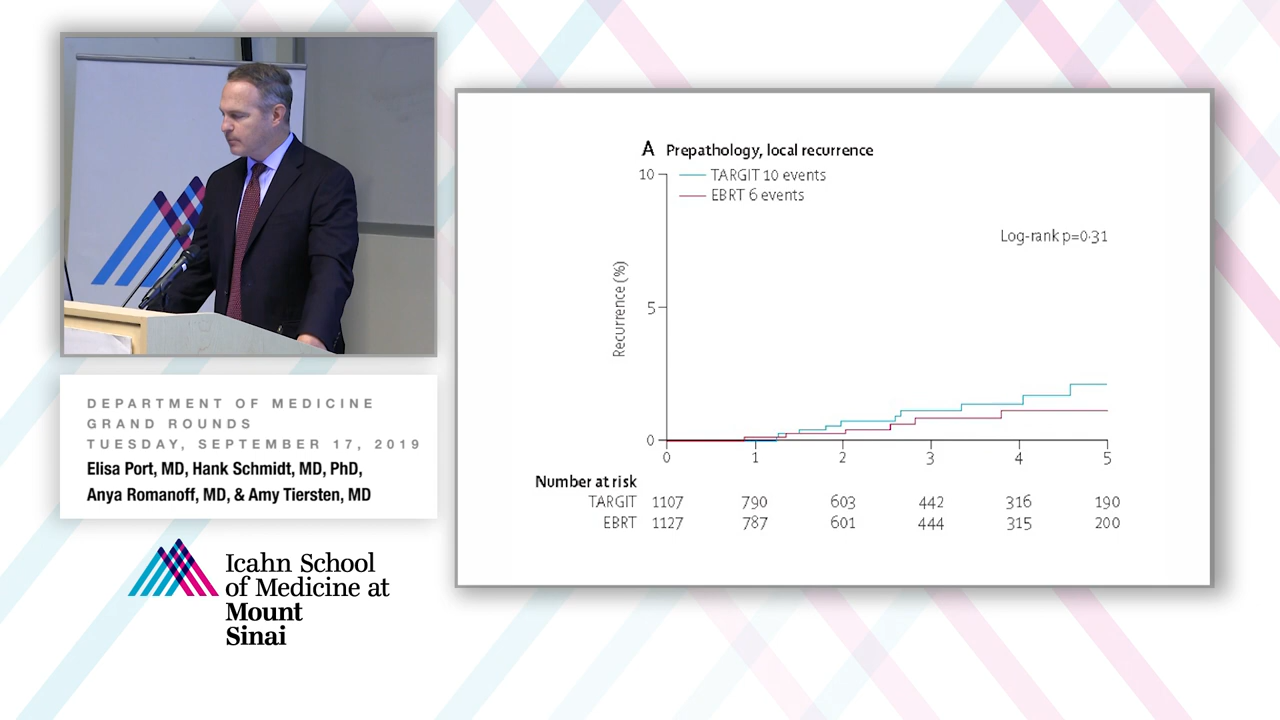 DEPARTMENT OF MEDICINE
GRAND ROUNDS
TUESDAY, SEPTEMBER 17, 2019
Elisa Port, MD, Hank Schmidt, MD, PhD,
Anya Romanoff, MD, & Amy Tiersten, MD
Icahn School
of Medicine at
Mount
Sinai
A Prepathology, local recurrence
TARGIT 10 events
EBRT 6 events
Log-rank p=0·31
Recurrence (%)
10
5
0
0 1 2 3 4 5
Number at risk
TARGIT 1107 790 603 442 316 190
EBRT 1127 787 601 444 315 200